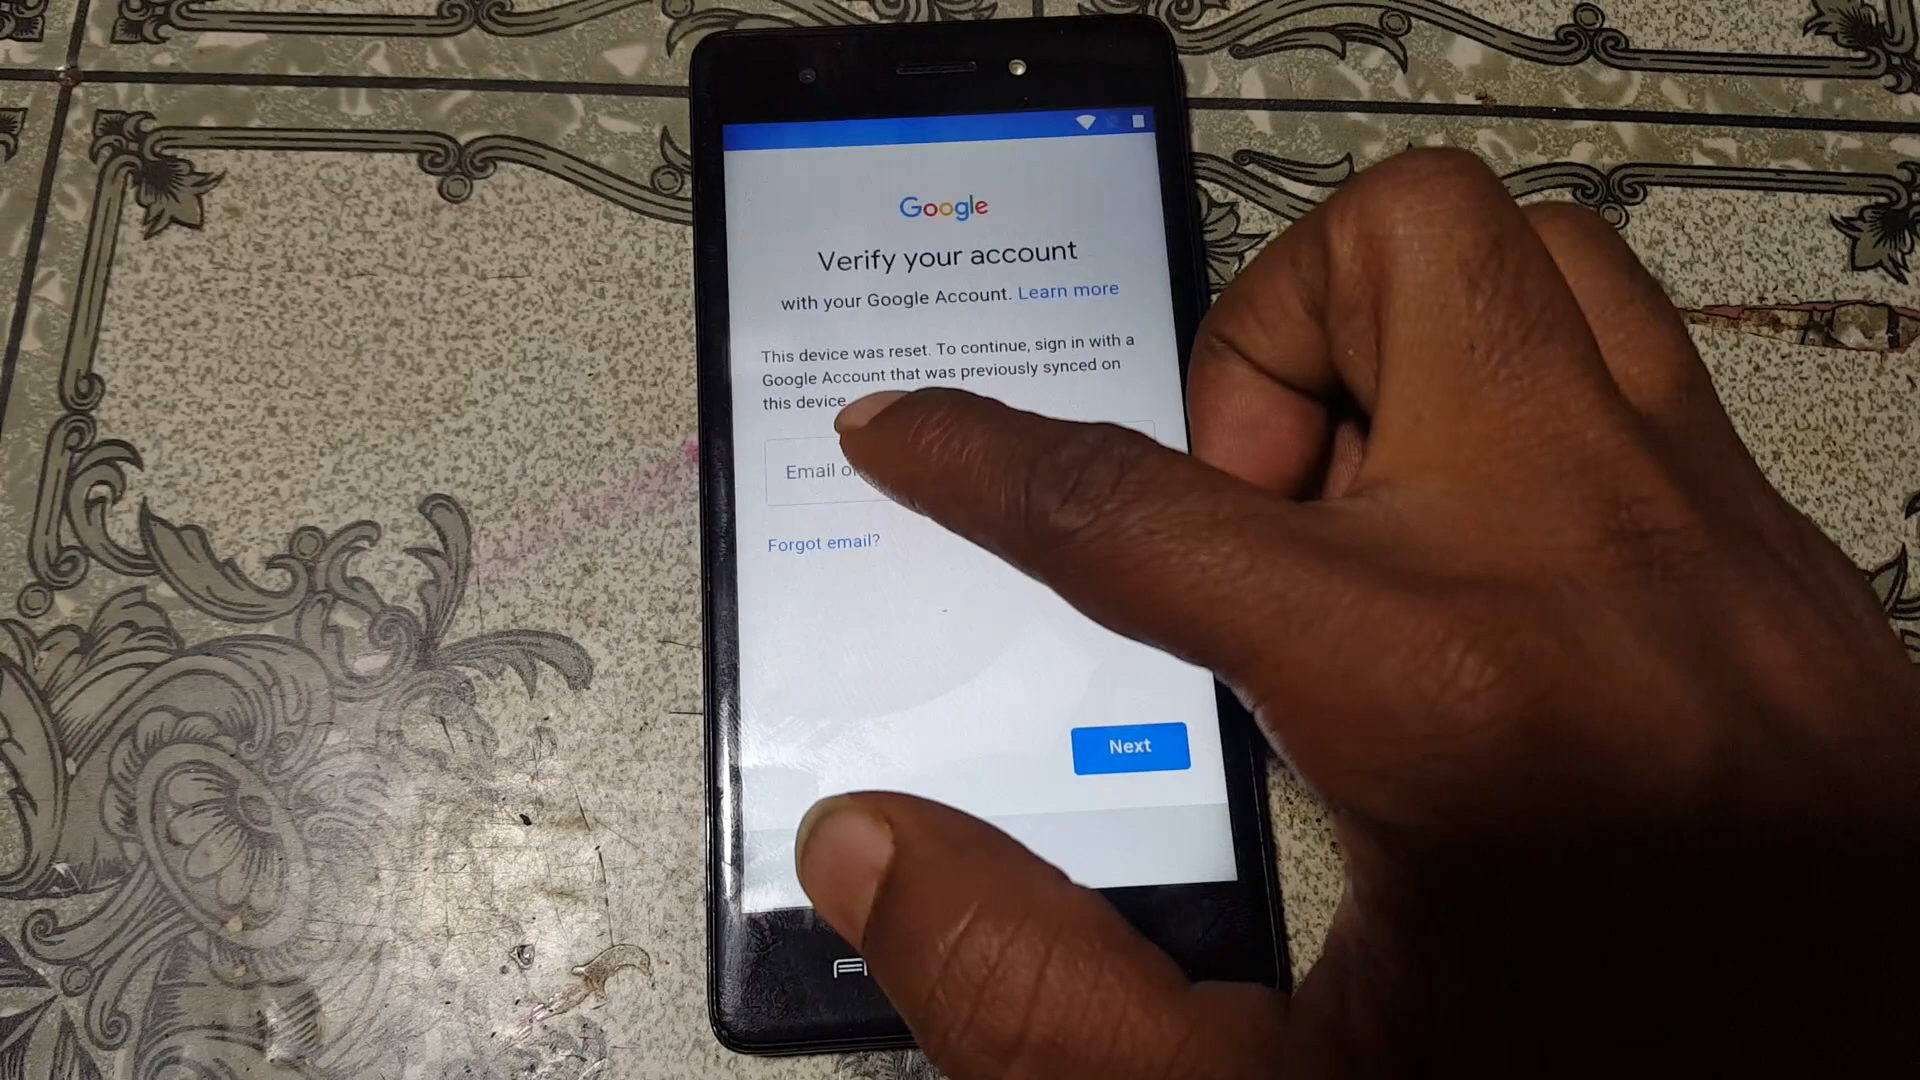 Google
Verify your account
with your Google Account. Learn more
This device was reset. To continue, sign in with a
Google Account that was previously synced on
this device.
Email
Forgot email?
Next